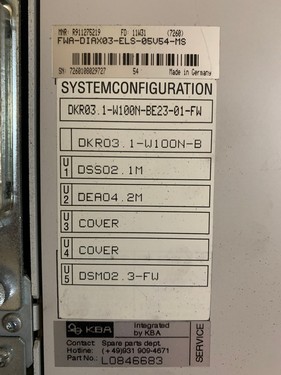 MNR: R911275219 FD: 11W31 (7260)
FWA-DIAX03-ELS-05V54-MS
SN: 7260108029727 54 Made in Germany
SYSTEMCONFIGURATION
DKR03.1-W100N-BE23-01-FW
DKR03.1-W100N-B
U1 DSS02.1M
U2 DEA04.2M
U3 COVER
U4 COVER
U5 DSM02.3-FW
KBA Integrated by KBA
Contact: Spare parts dept.
Hotline: (+49)931 909-4671
Part No.: L0846683
SERVICE